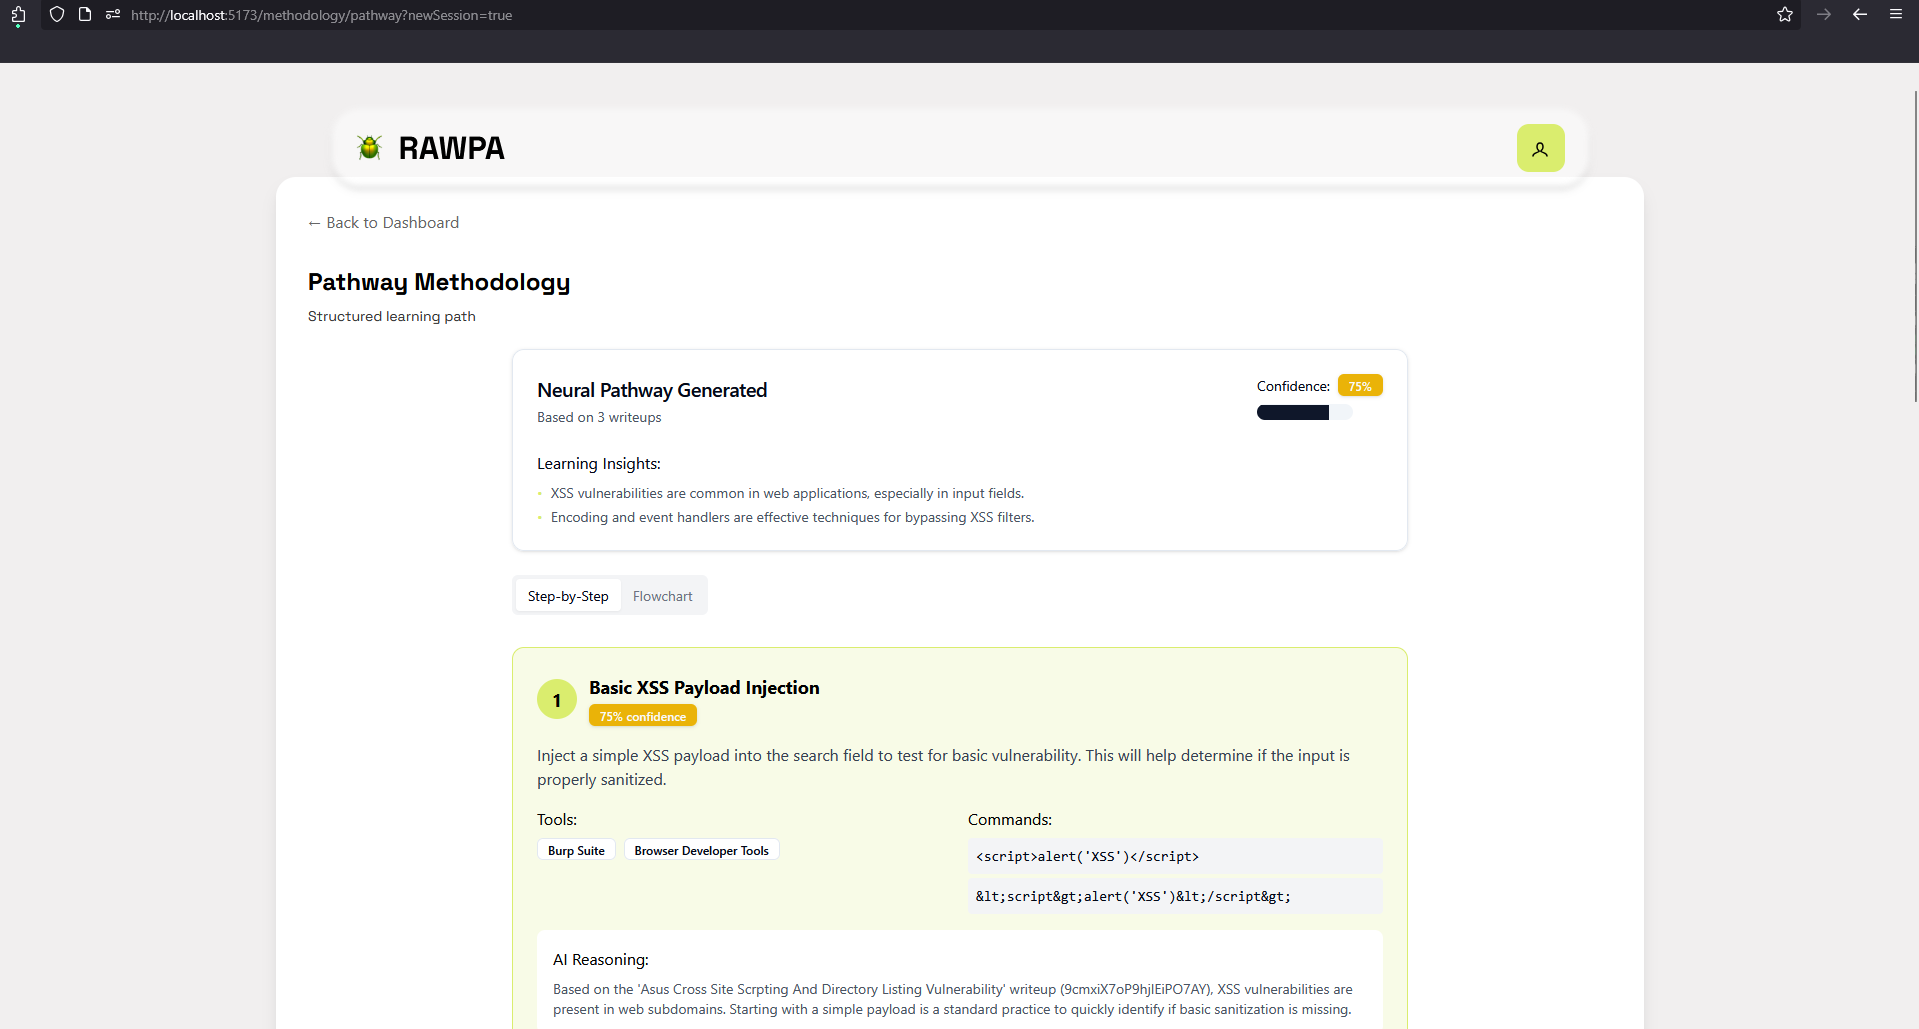 http://localhost:5173/methodology/pathway?newSession=true
RAWPA
← Back to Dashboard
Pathway Methodology
Structured learning path
Neural Pathway Generated
Confidence: 75%
Based on 3 writeups
Learning Insights:
• XSS vulnerabilities are common in web applications, especially in input fields.
• Encoding and event handlers are effective techniques for bypassing XSS filters.
Step-by-Step Flowchart
1 Basic XSS Payload Injection
75% confidence
Inject a simple XSS payload into the search field to test for basic vulnerability. This will help determine if the input is
properly sanitized.
Tools:
Burp Suite Browser Developer Tools
Commands:
<script>alert('XSS')</script>
&lt;script&gt;alert('XSS')&lt;/script&gt;
AI Reasoning:
Based on the 'Asus Cross Site Scrpting And Directory Listing Vulnerability' writeup (9cmxiX7oP9hjIEiPO7AY), XSS vulnerabilities are
present in web subdomains. Starting with a simple payload is a standard practice to quickly identify if basic sanitization is missing.